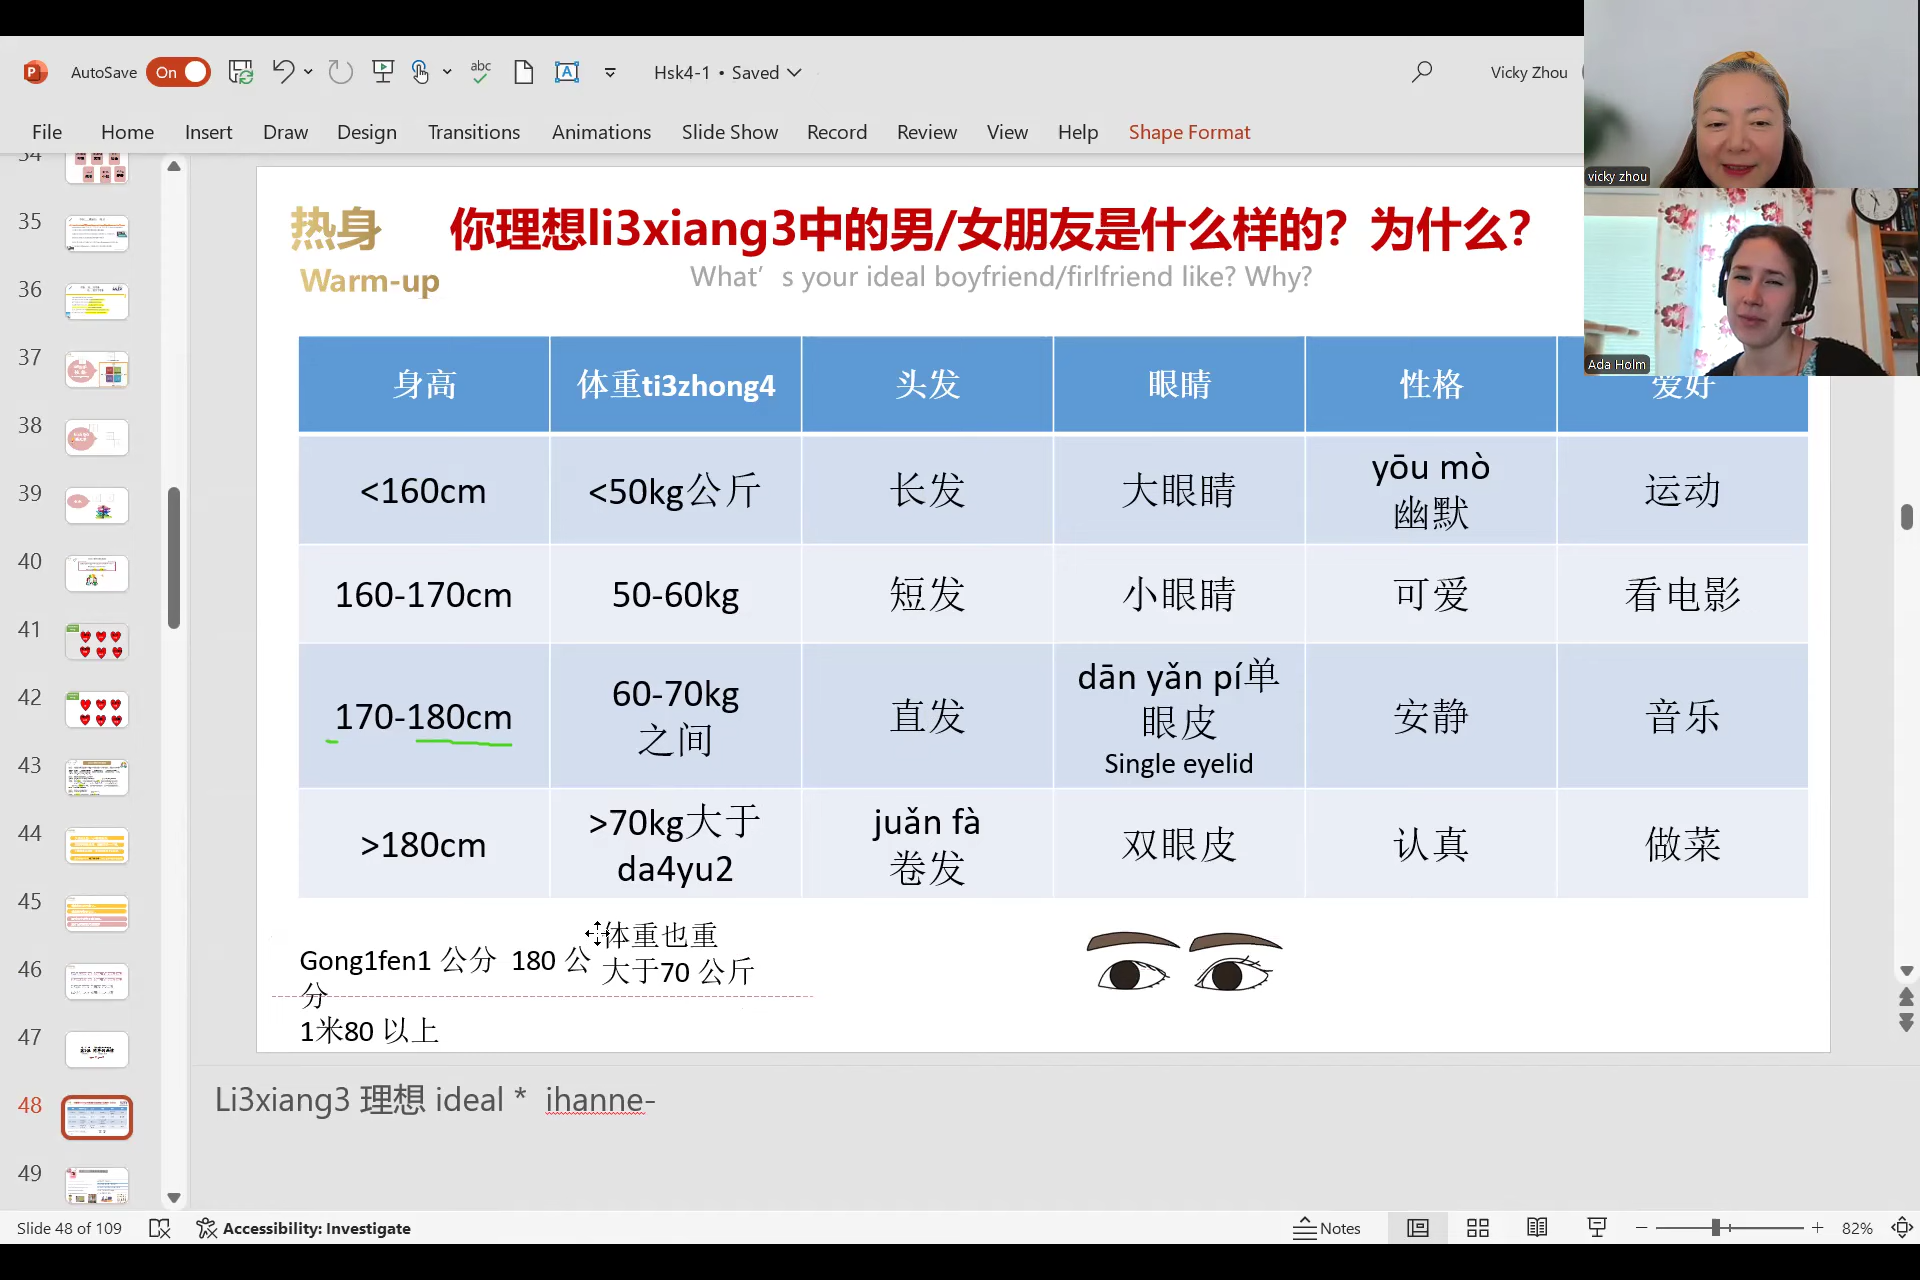 AutoSave On
abc
A
Hsk4-1 • Saved
Vicky Zhou
File Home Insert Draw Design Transitions Animations Slide Show Record Review View Help Shape Format
vicky zhou
Ada Holm
34
35
36
37
38
39
40
41
42
43
44
45
46
47
48
49
热身
Warm-up
你理想li3xiang3中的男/女朋友是什么样的？为什么？
What’s your ideal boyfriend/firlfriend like? Why?
身高 体重ti3zhong4 头发 眼睛 性格 爱好
<160cm <50kg公斤 长发 大眼睛 yōu mò 幽默 运动
160-170cm 50-60kg 短发 小眼睛 可爱 看电影
170-180cm 60-70kg 之间 直发 dān yǎn pí单眼皮 Single eyelid 安静 音乐
>180cm >70kg大于 da4yu2 juǎn fà 卷发 双眼皮 认真 做菜
Gong1fen1 公分 180 公
分
1米80 以上
体重也重
大于70 公斤
Li3xiang3 理想 ideal * ihanne-
Slide 48 of 109 Accessibility: Investigate Notes 82%